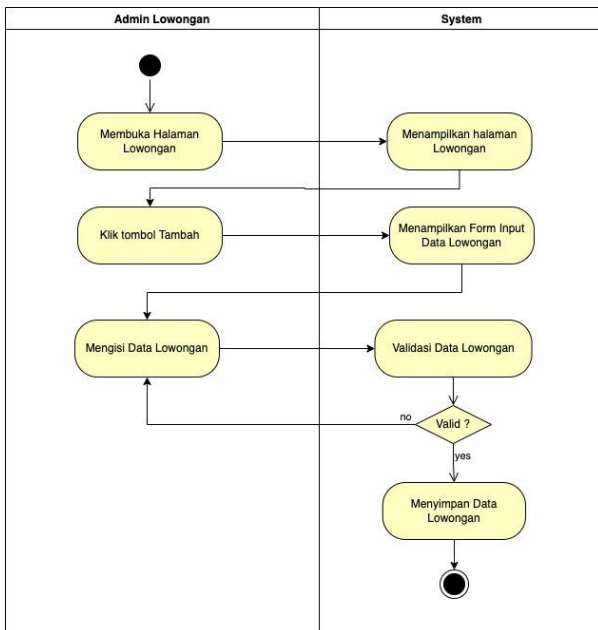 Admin Lowongan
System
Membuka Halaman
Lowongan
Menampilkan halaman
Lowongan
Klik tombol Tambah
Menampilkan Form Input
Data Lowongan
Mengisi Data Lowongan
Validasi Data Lowongan
no
Valid ?
yes
Menyimpan Data
Lowongan